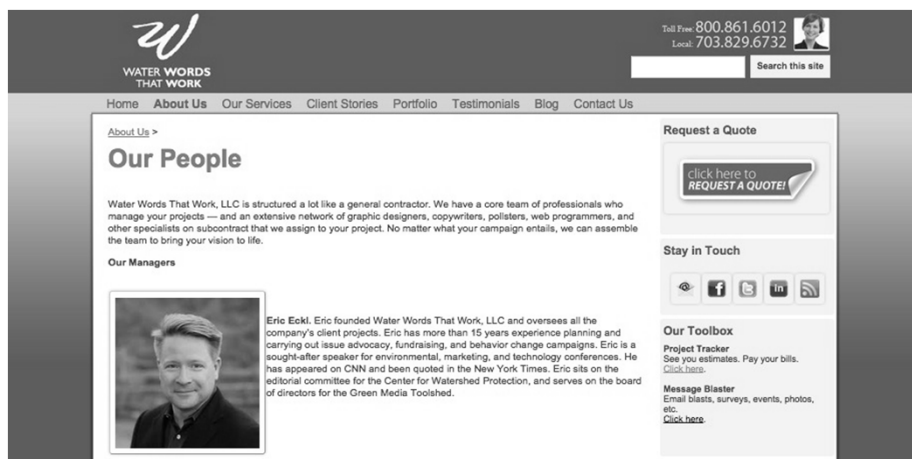 WATER WORDS
THAT WORK
Toll Free: 800.861.6012
Local: 703.829.6732
Search this site
Home About Us Our Services Client Stories Portfolio Testimonials Blog Contact Us
About Us >
Our People
Water Words That Work, LLC is structured a lot like a general contractor. We have a core team of professionals who
manage your projects — and an extensive network of graphic designers, copywriters, pollsters, web programmers, and
other specialists on subcontract that we assign to your project. No matter what your campaign entails, we can assemble
the team to bring your vision to life.
Our Managers
Eric Eckl. Eric founded Water Words That Work, LLC and oversees all the
company's client projects. Eric has more than 15 years experience planning and
carrying out issue advocacy, fundraising, and behavior change campaigns. Eric is a
sought-after speaker for environmental, marketing, and technology conferences. He
has appeared on CNN and been quoted in the New York Times. Eric sits on the
editorial committee for the Center for Watershed Protection, and serves on the board
of directors for the Green Media Toolshed.
Request a Quote
click here to
REQUEST A QUOTE!
Stay in Touch
Our Toolbox
Project Tracker
See you estimates. Pay your bills.
Click here.
Message Blaster
Email blasts, surveys, events, photos,
etc.
Click here.